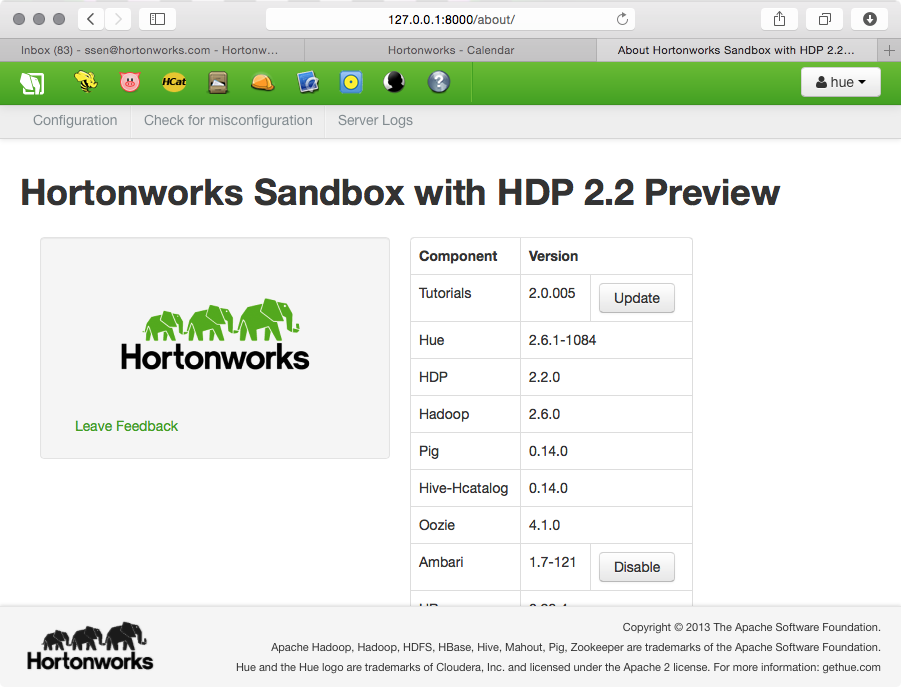 127.0.0.1:8000/about/
Inbox (83) - ssen@hortonworks.com - Hortonw…
Hortonworks - Calendar
About Hortonworks Sandbox with HDP 2.2…
HCat
?
hue
Configuration
Check for misconfiguration
Server Logs
Hortonworks Sandbox with HDP 2.2 Preview
Hortonworks
Leave Feedback
Component Version
Tutorials 2.0.005 Update
Hue 2.6.1-1084
HDP 2.2.0
Hadoop 2.6.0
Pig 0.14.0
Hive-Hcatalog 0.14.0
Oozie 4.1.0
Ambari 1.7-121 Disable
Hortonworks
Copyright © 2013 The Apache Software Foundation.
Apache Hadoop, Hadoop, HDFS, HBase, Hive, Mahout, Pig, Zookeeper are trademarks of the Apache Software Foundation.
Hue and the Hue logo are trademarks of Cloudera, Inc. and licensed under the Apache 2 license. For more information: gethue.com